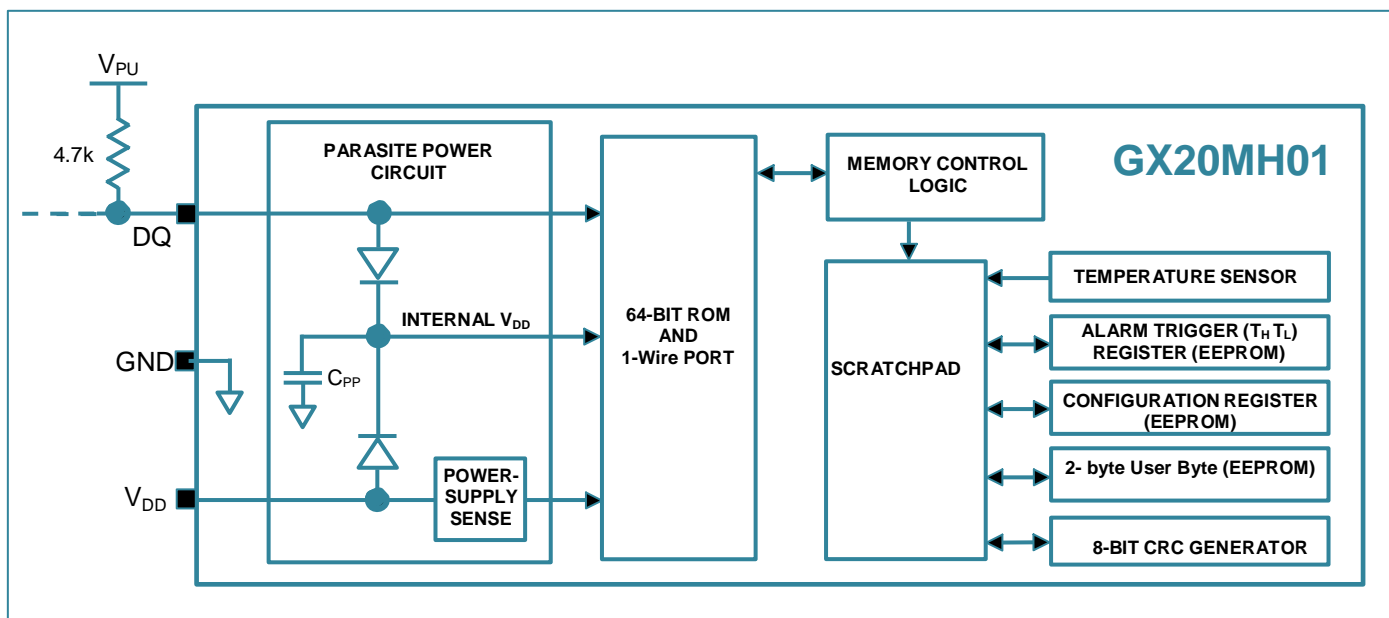 VPU
4.7k
DQ
GND
VDD
PARASITE POWER
CIRCUIT
INTERNAL VDD
CPP
POWER-
SUPPLY
SENSE
64-BIT ROM
AND
1-Wire PORT
MEMORY CONTROL
LOGIC
GX20MH01
SCRATCHPAD
TEMPERATURE SENSOR
ALARM TRIGGER (TH TL)
REGISTER (EEPROM)
CONFIGURATION REGISTER
(EEPROM)
2- byte User Byte (EEPROM)
8-BIT CRC GENERATOR